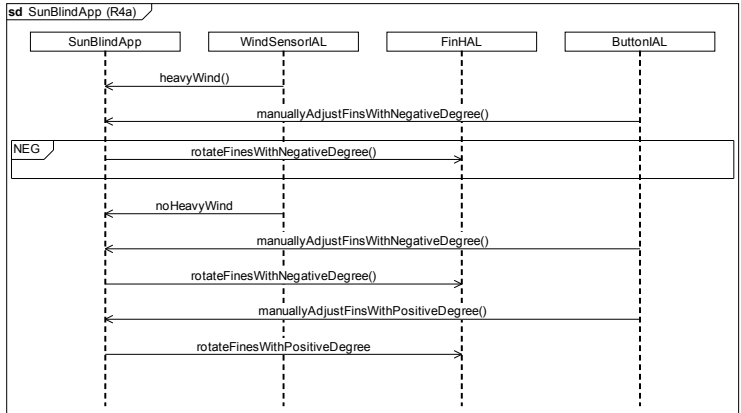 sd SunBlindApp (R4a)
SunBlindApp WindSensorIAL FinHAL ButtonIAL
heavyWind()
manuallyAdjustFinsWithNegativeDegree()
NEG
rotateFinesWithNegativeDegree()
noHeavyWind
manuallyAdjustFinsWithNegativeDegree()
rotateFinesWithNegativeDegree()
manuallyAdjustFinsWithPositiveDegree()
rotateFinesWithPositiveDegree